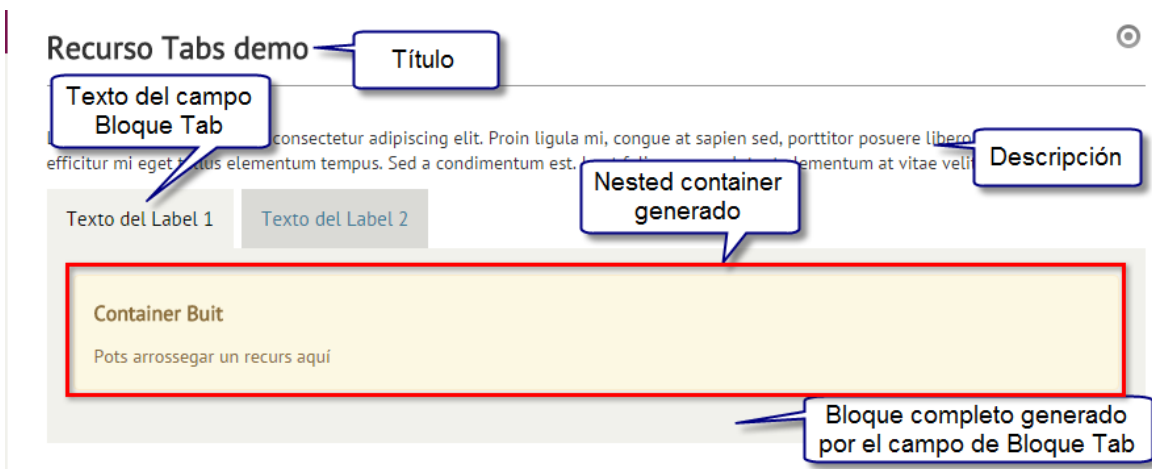 Recurso Tabs demo
Título
Texto del campo
Bloque Tab
consectetur adipiscing elit. Proin ligula mi, congue at sapien sed, porttitor posuere libero
efficitur mi eget tellus elementum tempus. Sed a condimentum est. elementum at vitae
Descripción
Nested container
generado
Texto del Label 1 Texto del Label 2
Container Buit
Pots arrossegar un recurs aquí
Bloque completo generado
por el campo de Bloque Tab